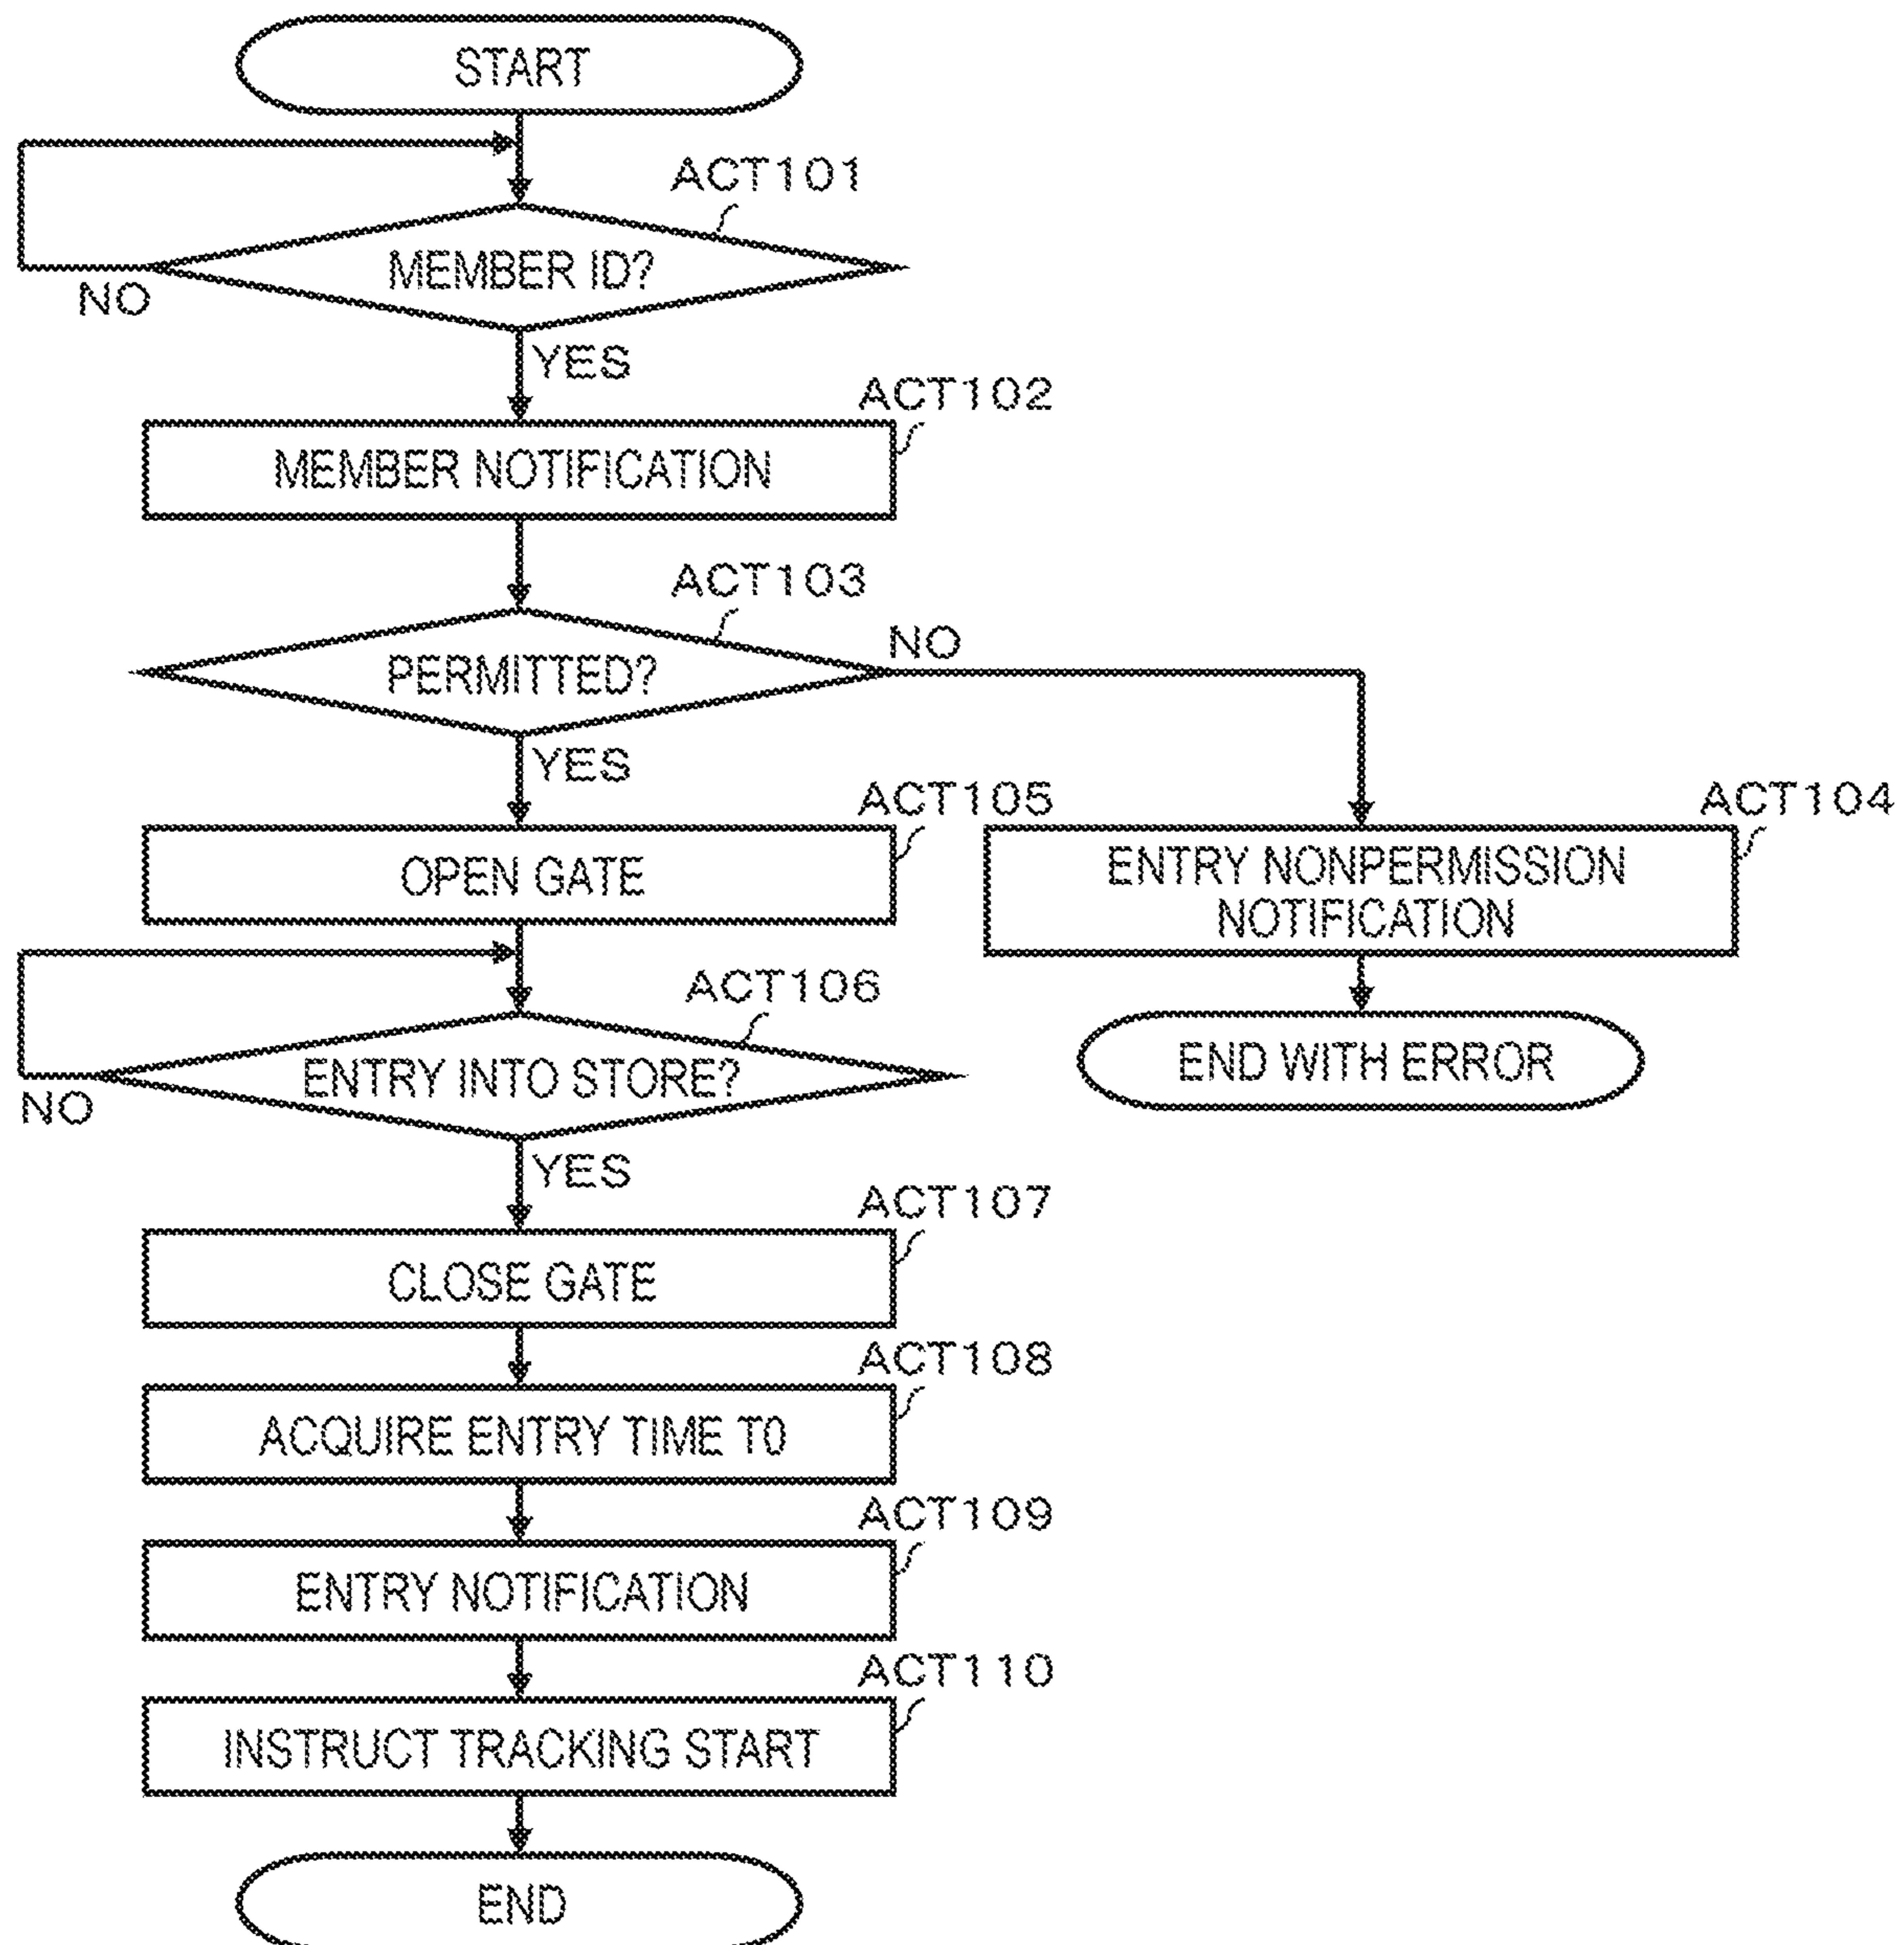 START
ACT101
MEMBER ID?
NO
YES
ACT102
MEMBER NOTIFICATION
ACT103
PERMITTED?
NO
YES
ACT105
OPEN GATE
ACT104
ENTRY NONPERMISSION
NOTIFICATION
END WITH ERROR
ACT106
ENTRY INTO STORE?
NO
YES
ACT107
CLOSE GATE
ACT108
ACQUIRE ENTRY TIME T0
ACT109
ENTRY NOTIFICATION
ACT110
INSTRUCT TRACKING START
END